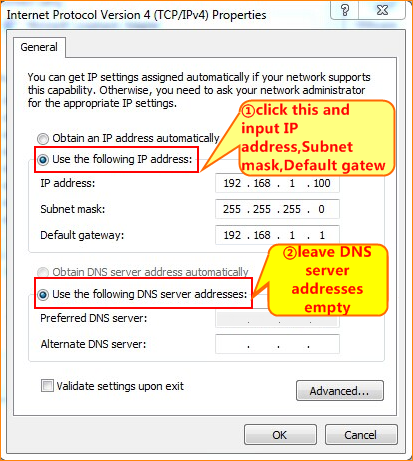 Internet Protocol Version 4 (TCP/IPv4) Properties
General
You can get IP settings assigned automatically if your network supports
this capability. Otherwise, you need to ask your network administrator
for the appropriate IP settings.
Obtain an IP address automatically
Use the following IP address:
①click this and
input IP
address,Subnet
mask,Default gatew
IP address:
192 . 168 . 1 . 100
Subnet mask:
255 . 255 . 255 . 0
Default gateway:
192 . 168 . 1 . 1
Obtain DNS server address automatically
Use the following DNS server addresses:
②leave DNS
server
addresses
empty
Preferred DNS server:
. . .
Alternate DNS server:
. . .
Validate settings upon exit
Advanced...
OK
Cancel